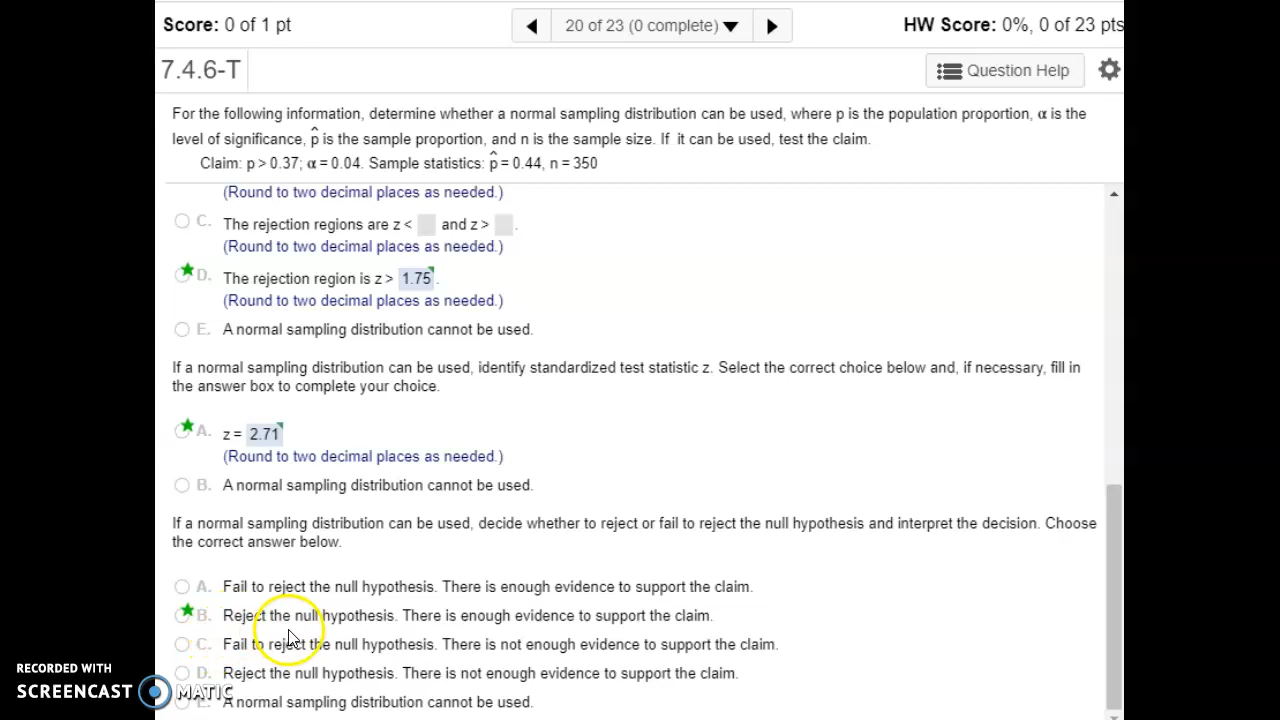 Score: 0 of 1 pt
20 of 23 (0 complete)
HW Score: 0%, 0 of 23 pts
7.4.6-T
Question Help
For the following information, determine whether a normal sampling distribution can be used, where p is the population proportion, α is the
level of significance, p̂ is the sample proportion, and n is the sample size. If it can be used, test the claim.
Claim: p > 0.37; α = 0.04. Sample statistics: p̂ = 0.44, n = 350
(Round to two decimal places as needed.)
C. The rejection regions are z < and z > .
(Round to two decimal places as needed.)
D. The rejection region is z > 1.75 .
(Round to two decimal places as needed.)
E. A normal sampling distribution cannot be used.
If a normal sampling distribution can be used, identify standardized test statistic z. Select the correct choice below and, if necessary, fill in
the answer box to complete your choice.
A. z = 2.71
(Round to two decimal places as needed.)
B. A normal sampling distribution cannot be used.
If a normal sampling distribution can be used, decide whether to reject or fail to reject the null hypothesis and interpret the decision. Choose
the correct answer below.
A. Fail to reject the null hypothesis. There is enough evidence to support the claim.
B. Reject the null hypothesis. There is enough evidence to support the claim.
C. Fail to reject the null hypothesis. There is not enough evidence to support the claim.
D. Reject the null hypothesis. There is not enough evidence to support the claim.
E. A normal sampling distribution cannot be used.
RECORDED WITH
SCREENCAST MATIC